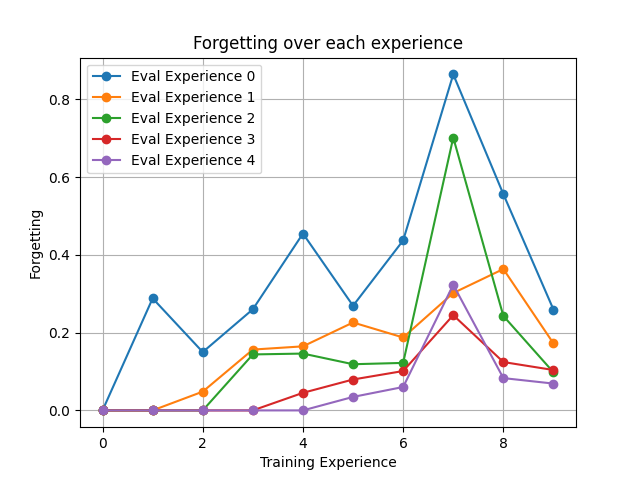 Forgetting over each experience
Eval Experience 0
Eval Experience 1
Eval Experience 2
Eval Experience 3
Eval Experience 4
Forgetting
0.8
0.6
0.4
0.2
0.0
0 2 4 6 8
Training Experience